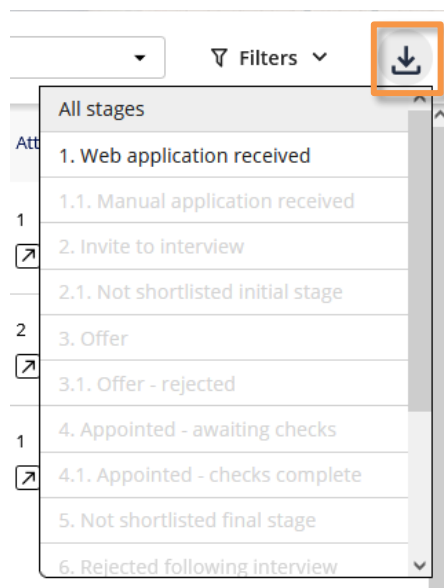 Filters
All stages
Att
1. Web application received
1.1. Manual application received
1
2. Invite to interview
2.1. Not shortlisted initial stage
2
3. Offer
3.1. Offer - rejected
4. Appointed - awaiting checks
1
4.1. Appointed - checks complete
5. Not shortlisted final stage
6. Rejected following interview